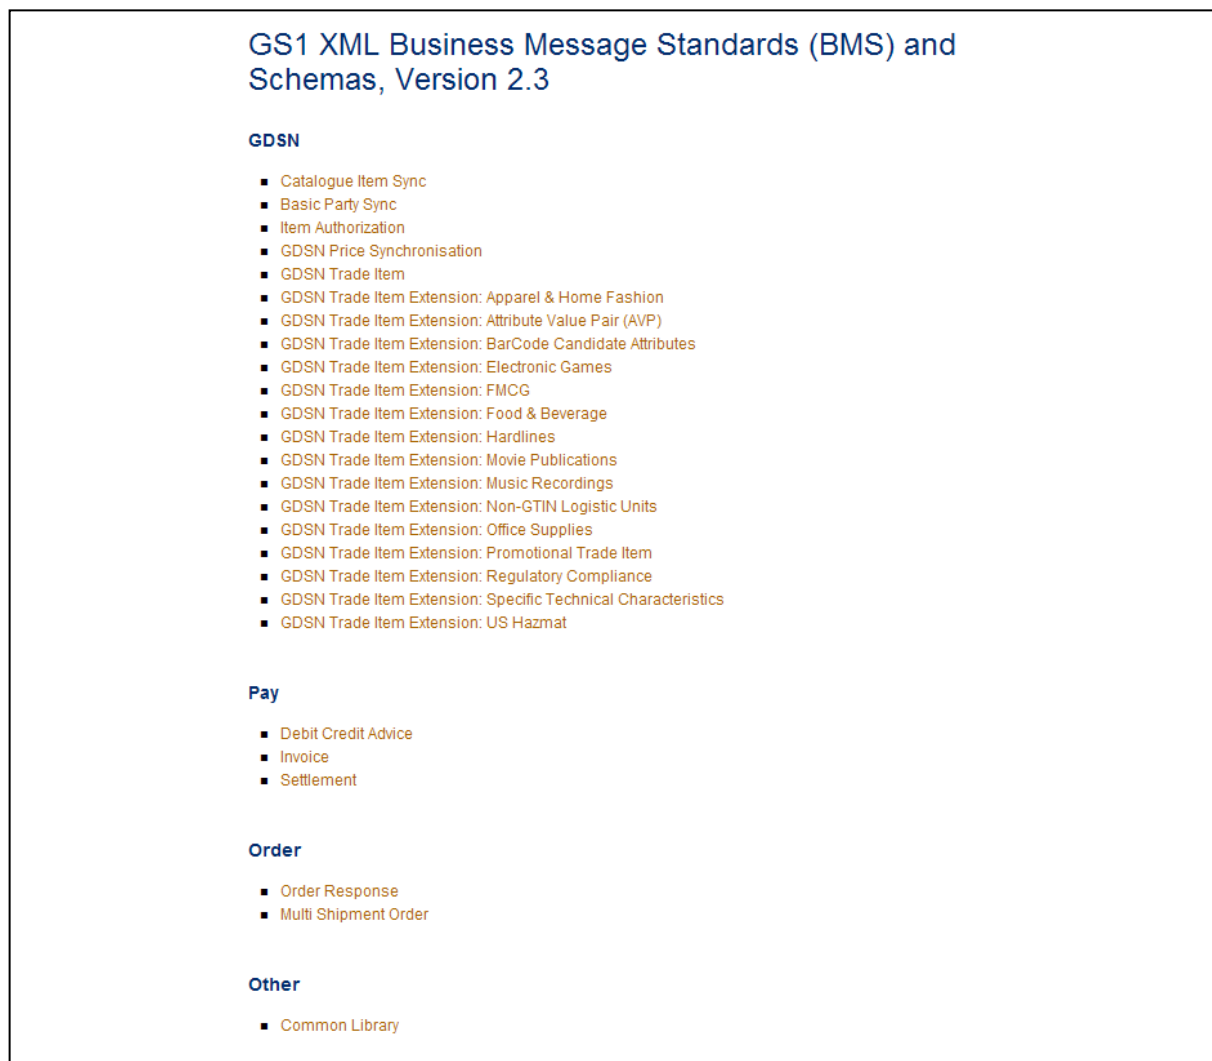 GS1 XML Business Message Standards (BMS) and
Schemas, Version 2.3
GDSN
Catalogue Item Sync
Basic Party Sync
Item Authorization
GDSN Price Synchronisation
GDSN Trade Item
GDSN Trade Item Extension: Apparel & Home Fashion
GDSN Trade Item Extension: Attribute Value Pair (AVP)
GDSN Trade Item Extension: BarCode Candidate Attributes
GDSN Trade Item Extension: Electronic Games
GDSN Trade Item Extension: FMCG
GDSN Trade Item Extension: Food & Beverage
GDSN Trade Item Extension: Hardlines
GDSN Trade Item Extension: Movie Publications
GDSN Trade Item Extension: Music Recordings
GDSN Trade Item Extension: Non-GTIN Logistic Units
GDSN Trade Item Extension: Office Supplies
GDSN Trade Item Extension: Promotional Trade Item
GDSN Trade Item Extension: Regulatory Compliance
GDSN Trade Item Extension: Specific Technical Characteristics
GDSN Trade Item Extension: US Hazmat
Pay
Debit Credit Advice
Invoice
Settlement
Order
Order Response
Multi Shipment Order
Other
Common Library